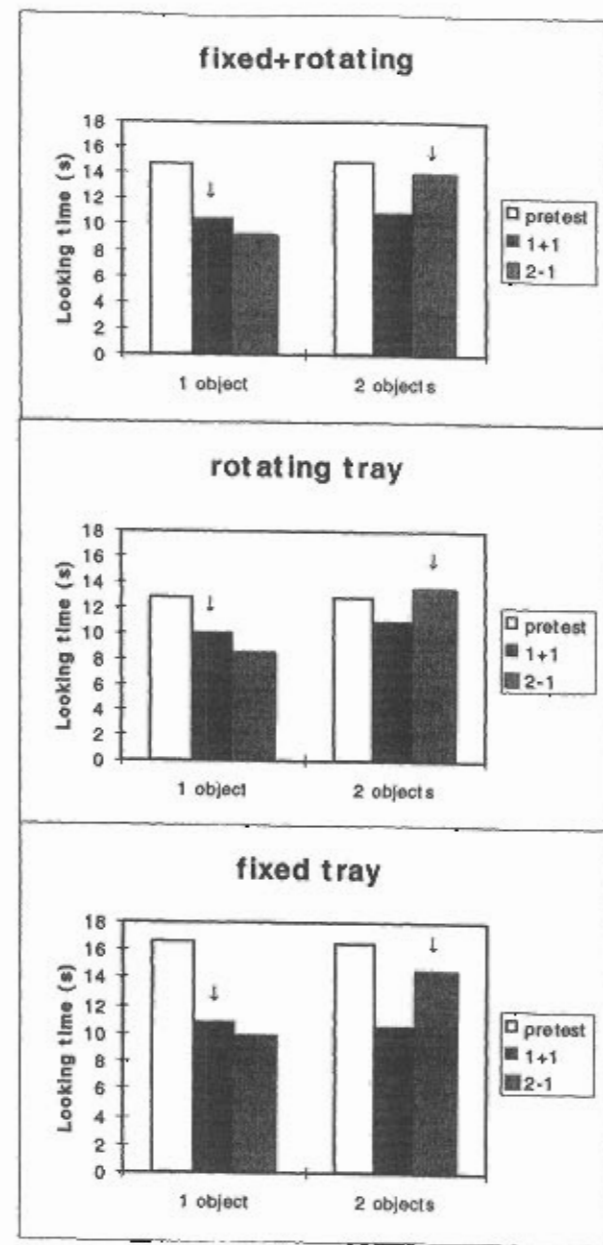 fixed+rotating
Looking time (s)
18
16
14
12
10
8
6
4
2
0
↓
↓
1 object
2 objects
pretest
1+1
2-1
rotating tray
Looking time (s)
18
16
14
12
10
8
6
4
2
0
↓
↓
1 object
2 objects
pretest
1+1
2-1
fixed tray
Looking time (s)
18
16
14
12
10
8
6
4
2
0
↓
↓
1 object
2 objects
pretest
1+1
2-1